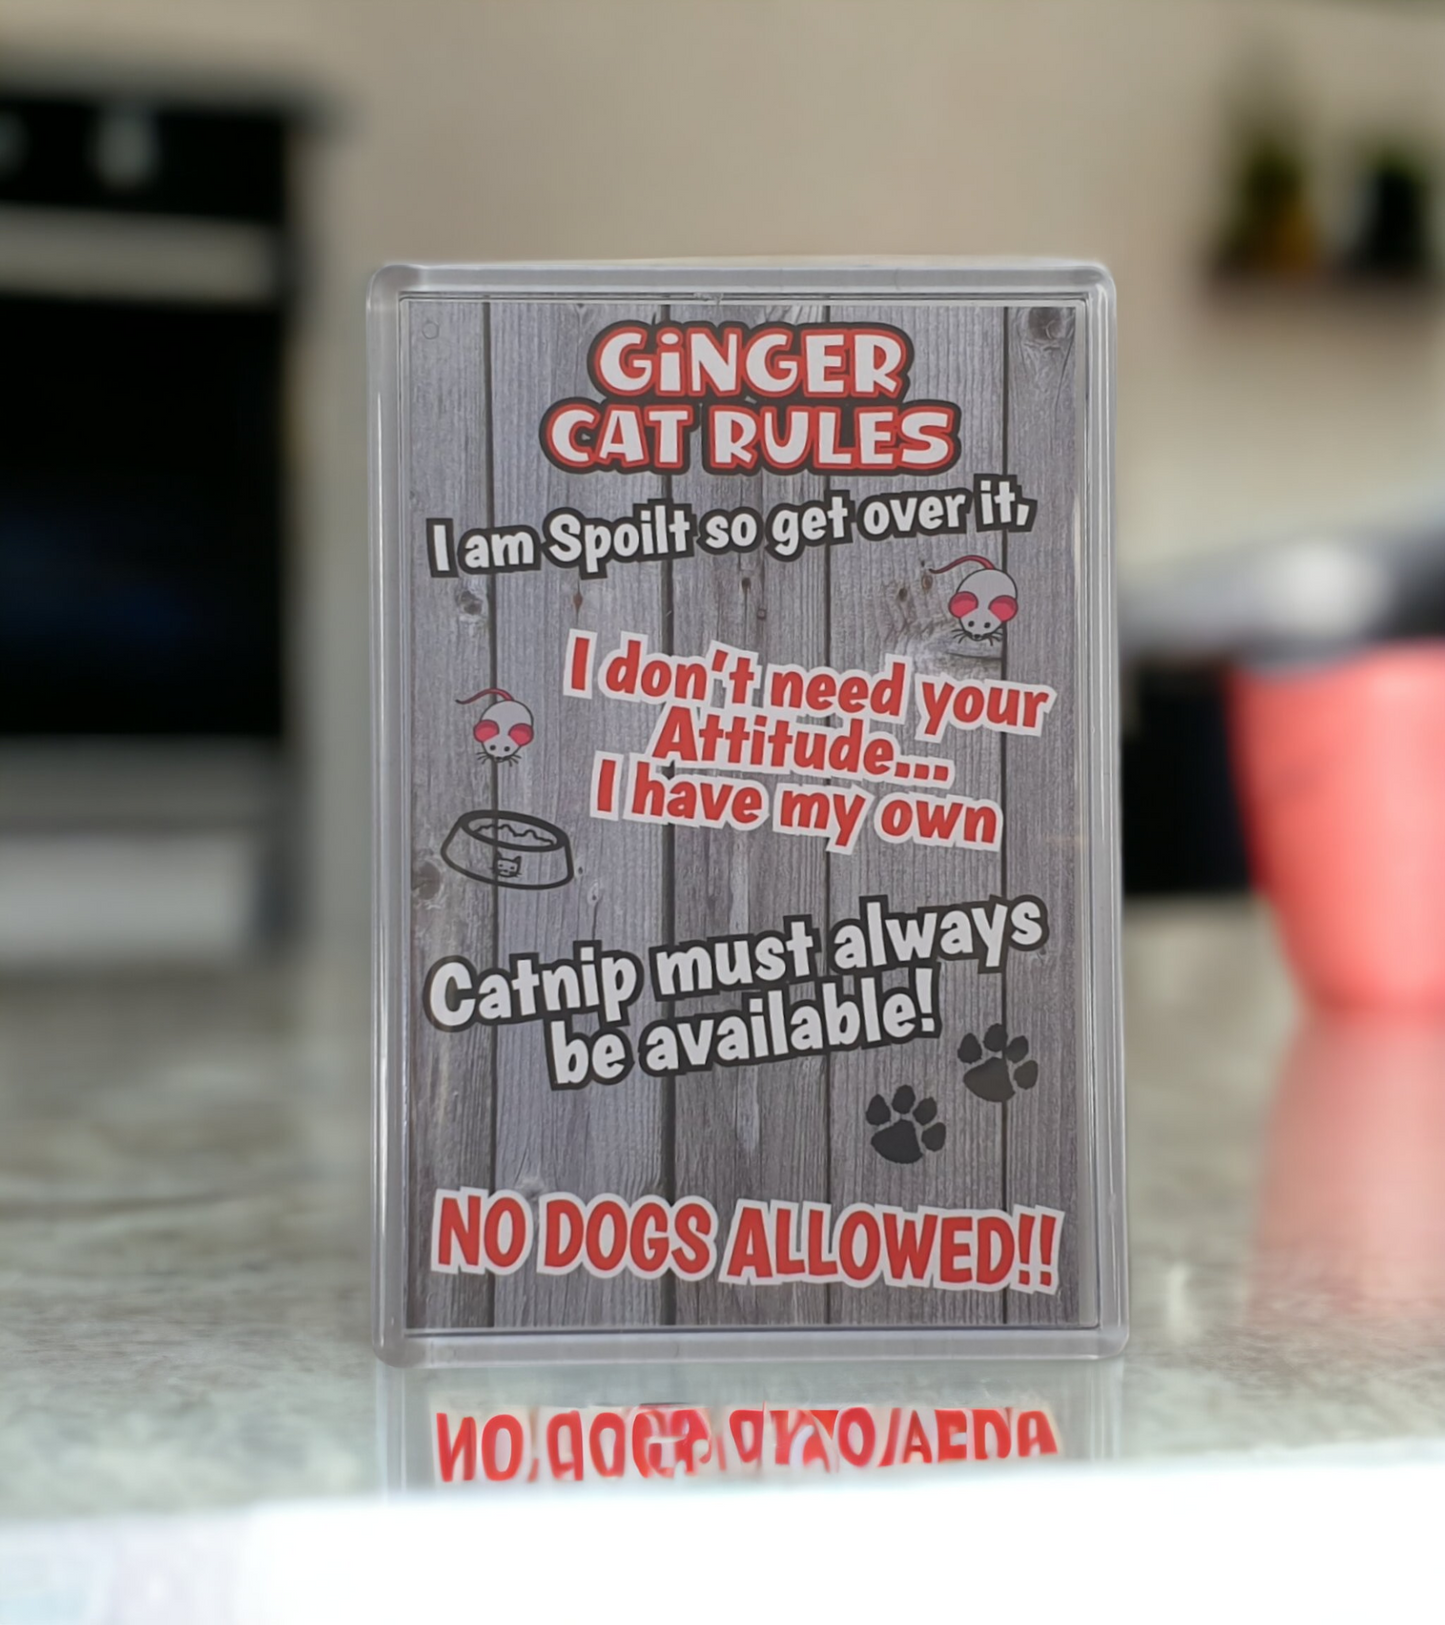 GiNGER
CAT RULES
I am Spoilt so get over it,
I don't need your
Attitude...
I have my own
Catnip must always
be available!
NO DOGS ALLOWED!!